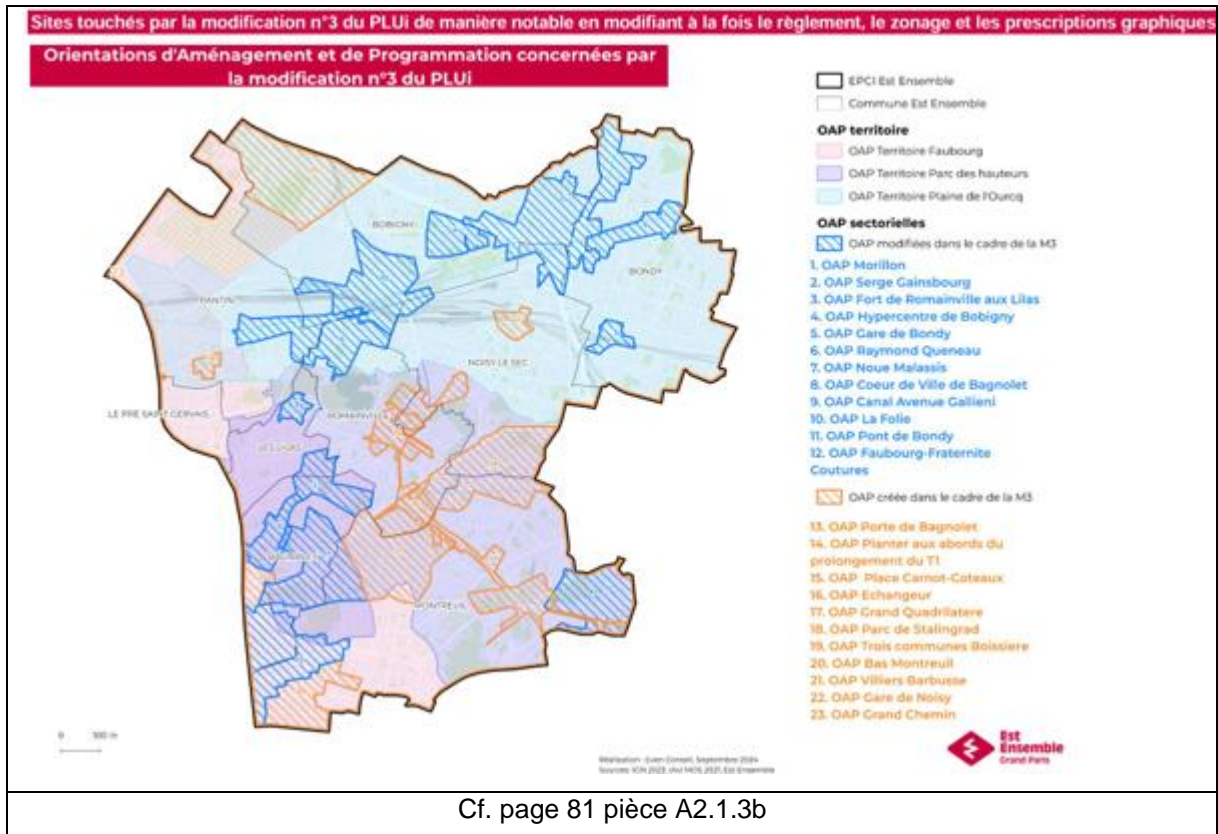 Sites touchés par la modification n°3 du PLUi de manière notable en modifiant à la fois le règlement, le zonage et les prescriptions graphiques
Orientations d'Aménagement et de Programmation concernées par
la modification n°3 du PLUi
EPCI Est Ensemble
Commune Est Ensemble
OAP territoire
OAP Territoire Faubourg
OAP Territoire Parc des hauteurs
OAP Territoire Plaine de l'Ourcq
OAP sectorielles
OAP modifiées dans le cadre de la M3
1. OAP Morillon
2. OAP Serge Gainsbourg
3. OAP Fort de Romainville aux Lilas
4. OAP Hypercentre de Bobigny
5. OAP Gare de Bondy
6. OAP Raymond Queneau
7. OAP Noue Malassis
8. OAP Coeur de Ville de Bagnolet
9. OAP Canal Avenue Gallieni
10. OAP La Folie
11. OAP Pont de Bondy
12. OAP Faubourg-Fraternite
Coutures
OAP créée dans le cadre de la M3
13. OAP Porte de Bagnolet
14. OAP Planter aux abords du
prolongement du T1
15. OAP Place Carnot-Coteaux
16. OAP Echangeur
17. OAP Grand Quadrilatere
18. OAP Parc de Stalingrad
19. OAP Trois communes Boissiere
20. OAP Bas Montreuil
21. OAP Villiers Barbusse
22. OAP Gare de Noisy
23. OAP Grand Chemin
BOBIGNY
BONDY
PANTIN
NOISY LE SEC
LE PRE SAINT GERVAIS
ROMAINVILLE
LES LILAS
BAGNOLET
MONTREUIL
0 500 m
Réalisation : Even Conseil, Septembre 2024
Est
Ensemble
Grand Paris
Cf. page 81 pièce A2.1.3b